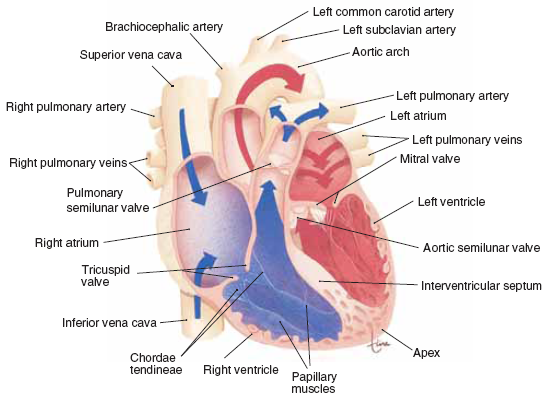 Left common carotid artery
Brachiocephalic artery
Left subclavian artery
Superior vena cava
Aortic arch
Right pulmonary artery
Left pulmonary artery
Left atrium
Left pulmonary veins
Right pulmonary veins
Mitral valve
Pulmonary
semilunar valve
Left ventricle
Right atrium
Aortic semilunar valve
Tricuspid
valve
Interventricular septum
Inferior vena cava
Chordae
tendineae
Right ventricle
Papillary
muscles
Apex